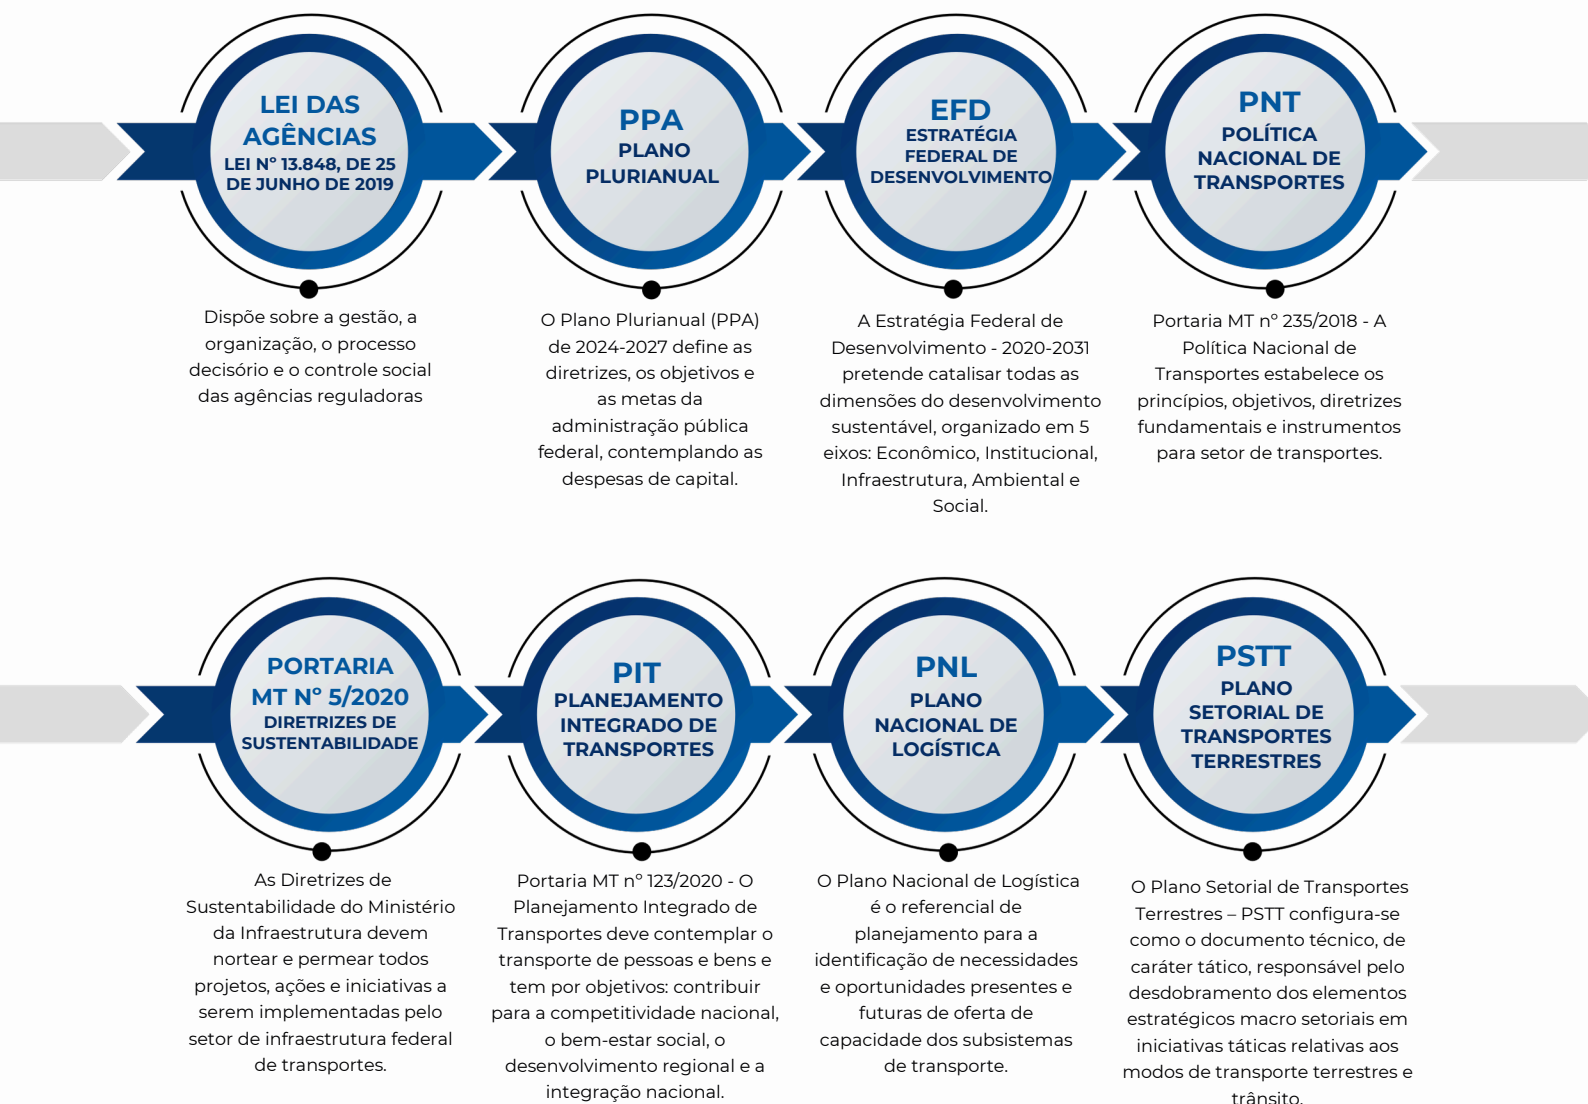 LEI DAS
AGÊNCIAS
LEI Nº 13.848, DE 25
DE JUNHO DE 2019
Dispõe sobre a gestão, a
organização, o processo
decisório e o controle social
das agências reguladoras
PPA
PLANO
PLURIANUAL
O Plano Plurianual (PPA)
de 2024-2027 define as
diretrizes, os objetivos e
as metas da
administração pública
federal, contemplando as
despesas de capital.
EFD
ESTRATÉGIA
FEDERAL DE
DESENVOLVIMENTO
A Estratégia Federal de
Desenvolvimento - 2020-2031
pretende catalisar todas as
dimensões do desenvolvimento
sustentável, organizado em 5
eixos: Econômico, Institucional,
Infraestrutura, Ambiental e
Social.
PNT
POLÍTICA
NACIONAL DE
TRANSPORTES
Portaria MT nº 235/2018 - A
Política Nacional de
Transportes estabelece os
princípios, objetivos, diretrizes
fundamentais e instrumentos
para setor de transportes.
PORTARIA
MT Nº 5/2020
DIRETRIZES DE
SUSTENTABILIDADE
As Diretrizes de
Sustentabilidade do Ministério
da Infraestrutura devem
nortear e permear todos
projetos, ações e iniciativas a
serem implementadas pelo
setor de infraestrutura federal
de transportes.
PIT
PLANEJAMENTO
INTEGRADO DE
TRANSPORTES
Portaria MT nº 123/2020 - O
Planejamento Integrado de
Transportes deve contemplar o
transporte de pessoas e bens e
tem por objetivos: contribuir
para a competitividade nacional,
o bem-estar social, o
desenvolvimento regional e a
integração nacional.
PNL
PLANO
NACIONAL DE
LOGÍSTICA
O Plano Nacional de Logística
é o referencial de
planejamento para a
identificação de necessidades
e oportunidades presentes e
futuras de oferta de
capacidade dos subsistemas
de transporte.
PSTT
PLANO
SETORIAL DE
TRANSPORTES
TERRESTRES
O Plano Setorial de Transportes
Terrestres – PSTT configura-se
como o documento técnico, de
caráter tático, responsável pelo
desdobramento dos elementos
estratégicos macro setoriais em
iniciativas táticas relativas aos
modos de transporte terrestres e
trânsito.